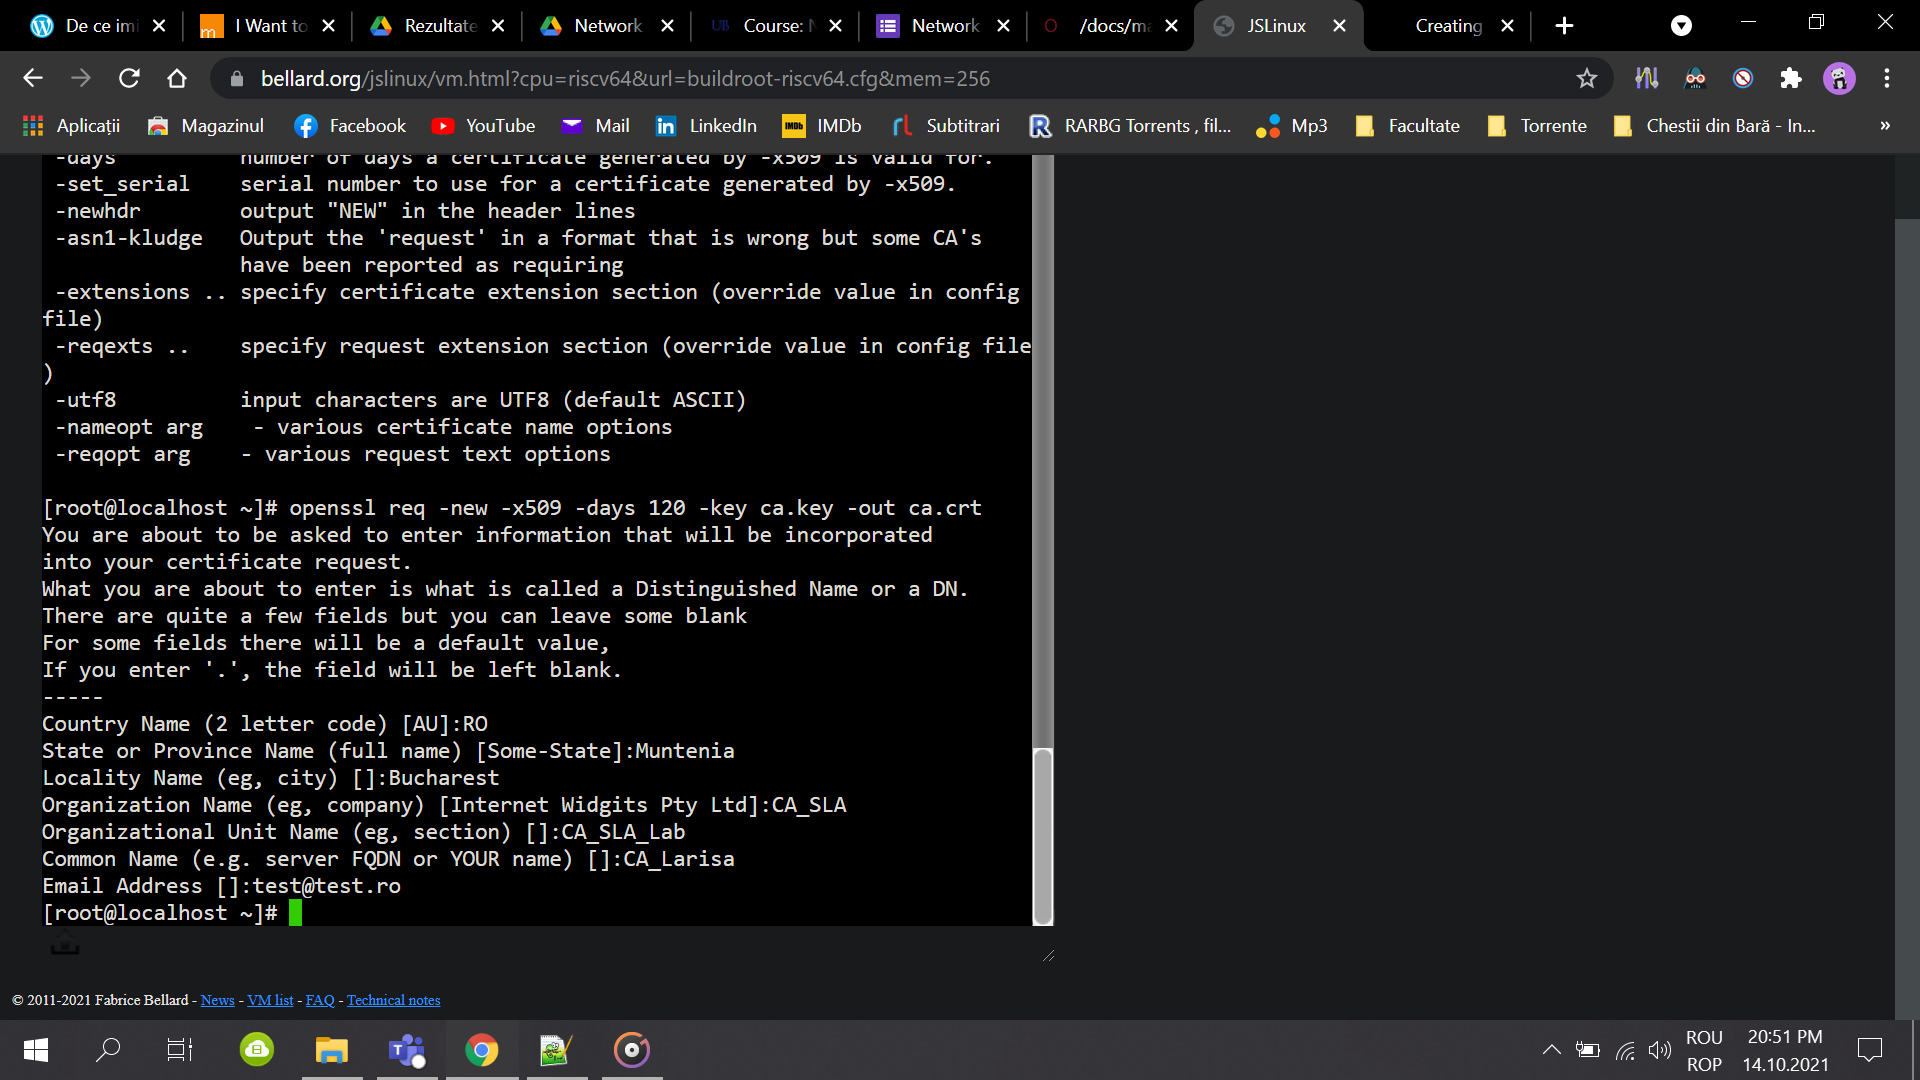 De ce imi
I Want to
Rezultate
Network
Course: N
Network
/docs/ma
JSLinux
Creating
bellard.org/jslinux/vm.html?cpu=riscv64&url=buildroot-riscv64.cfg&mem=256
Aplicații
Magazinul
Facebook
YouTube
Mail
LinkedIn
IMDb
Subtitrari
RARBG Torrents , fil...
Mp3
Facultate
Torrente
Chestii din Bară - In...
»
-days number of days a certificate generated by -x509 is valid for.
-set_serial serial number to use for a certificate generated by -x509.
-newhdr output "NEW" in the header lines
-asn1-kludge Output the 'request' in a format that is wrong but some CA's
have been reported as requiring
-extensions .. specify certificate extension section (override value in config
file)
-reqexts .. specify request extension section (override value in config file
)
-utf8 input characters are UTF8 (default ASCII)
-nameopt arg - various certificate name options
-reqopt arg - various request text options
[root@localhost ~]# openssl req -new -x509 -days 120 -key ca.key -out ca.crt
You are about to be asked to enter information that will be incorporated
into your certificate request.
What you are about to enter is what is called a Distinguished Name or a DN.
There are quite a few fields but you can leave some blank
For some fields there will be a default value,
If you enter '.', the field will be left blank.
-----
Country Name (2 letter code) [AU]:RO
State or Province Name (full name) [Some-State]:Muntenia
Locality Name (eg, city) []:Bucharest
Organization Name (eg, company) [Internet Widgits Pty Ltd]:CA_SLA
Organizational Unit Name (eg, section) []:CA_SLA_Lab
Common Name (e.g. server FQDN or YOUR name) []:CA_Larisa
Email Address []:test@test.ro
[root@localhost ~]#
© 2011-2021 Fabrice Bellard - News - VM list - FAQ - Technical notes
ROU
ROP
20:51 PM
14.10.2021